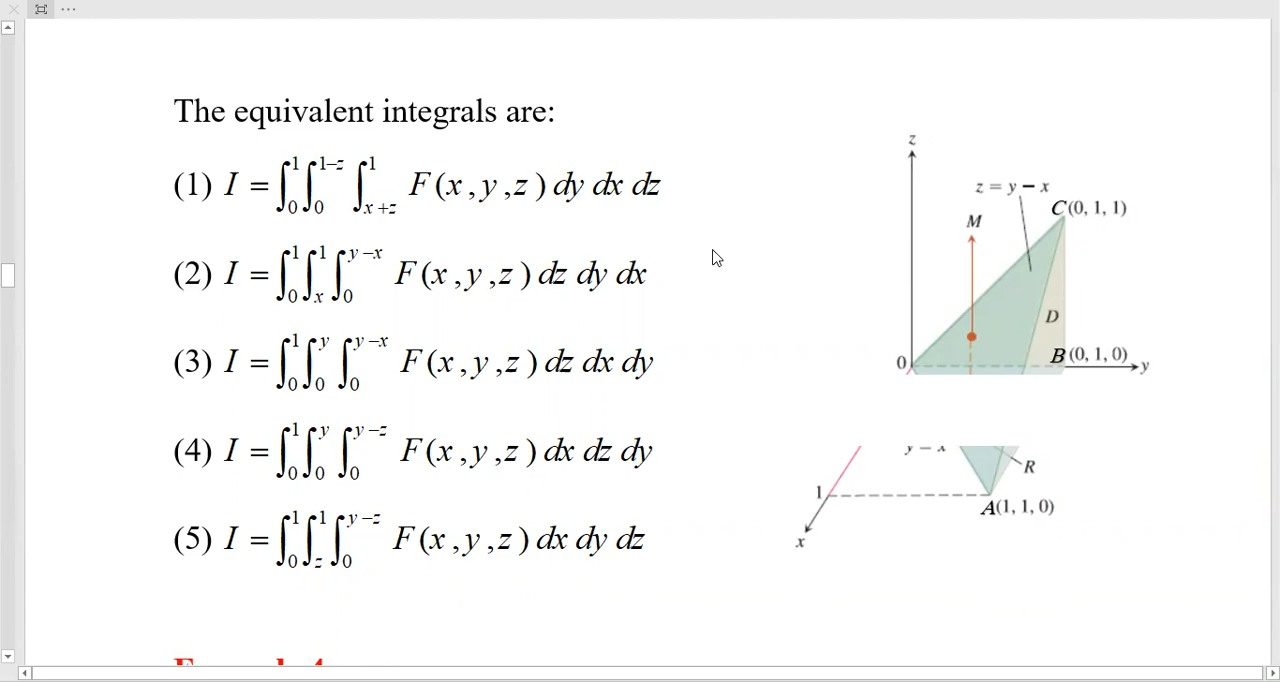 The equivalent integrals are:
(1) I = ∫₀¹ ∫₀^{1−z} ∫_{x+z}^1 F(x,y,z) dy dx dz
(2) I = ∫₀¹ ∫ₓ¹ ∫₀^{y−x} F(x,y,z) dz dy dx
(3) I = ∫₀¹ ∫₀^y ∫₀^{y−x} F(x,y,z) dz dx dy
(4) I = ∫₀¹ ∫₀^y ∫₀^{y−z} F(x,y,z) dx dz dy
(5) I = ∫₀¹ ∫_z^1 ∫₀^{y−z} F(x,y,z) dx dy dz
z
z = y − x
C(0, 1, 1)
M
D
B(0, 1, 0)
0
y
R
1
A(1, 1, 0)
x